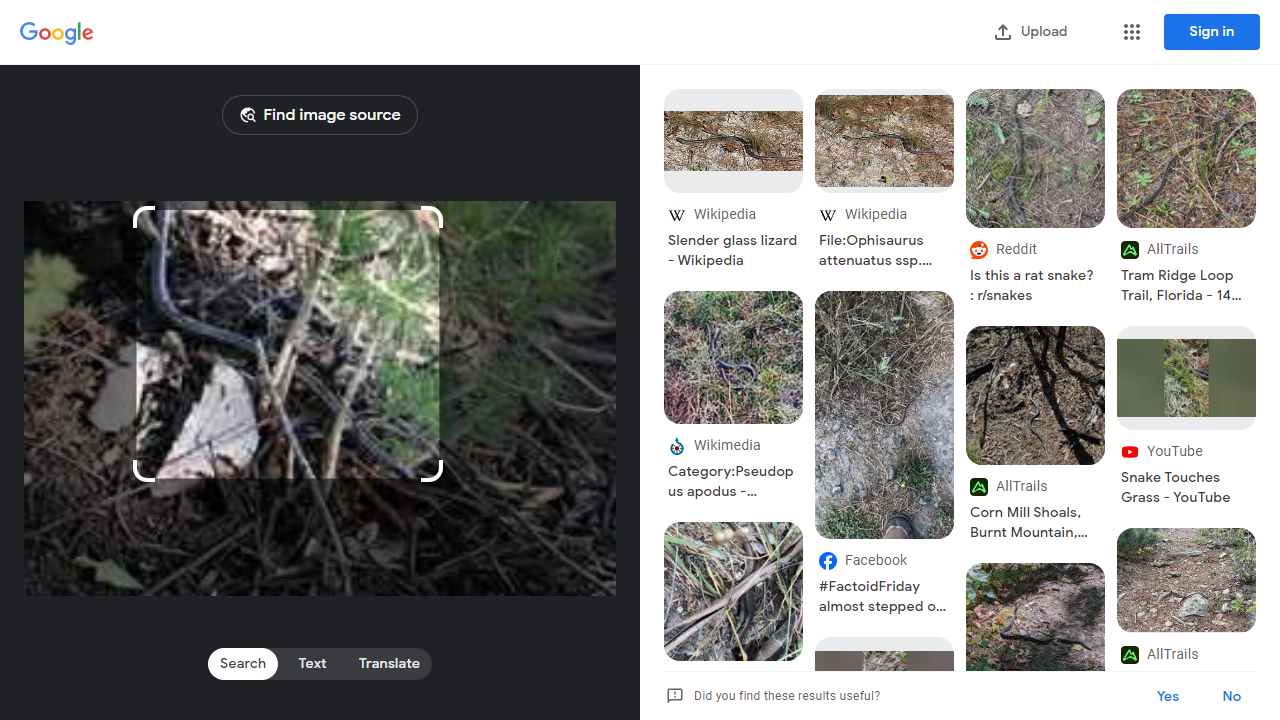 Google
Upload
Sign in
Find image source
Search
Text
Translate
Wikipedia
Slender glass lizard
- Wikipedia
Wikipedia
File:Ophisaurus
attenuatus ssp....
Reddit
Is this a rat snake?
: r/snakes
AllTrails
Tram Ridge Loop
Trail, Florida - 14...
Wikimedia
Category:Pseudop
us apodus -...
Facebook
#FactoidFriday
almost stepped o...
AllTrails
Corn Mill Shoals,
Burnt Mountain,...
YouTube
Snake Touches
Grass - YouTube
AllTrails
Did you find these results useful?
Yes
No